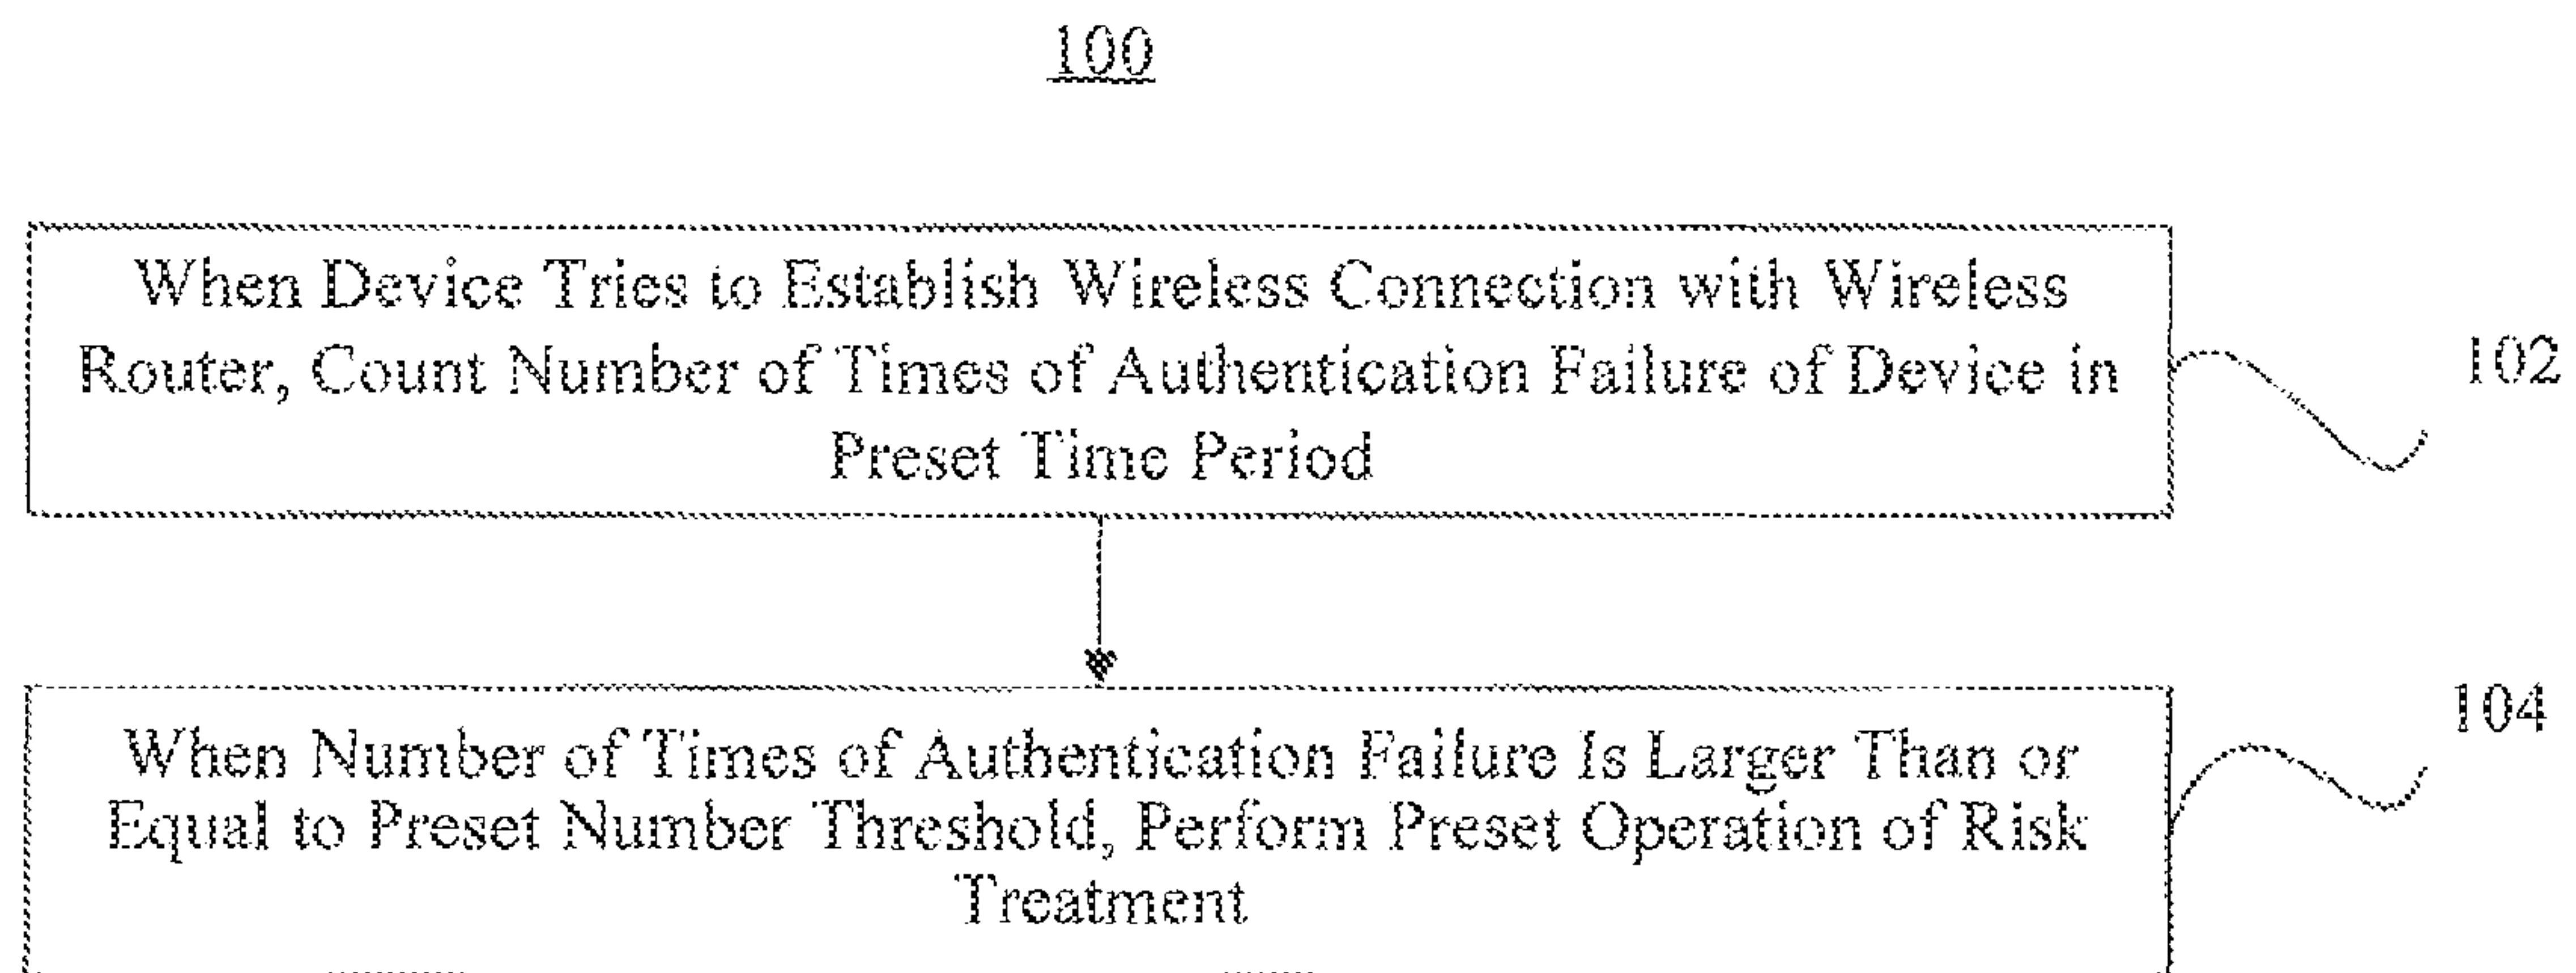 100
When Device Tries to Establish Wireless Connection with Wireless
Router, Count Number of Times of Authentication Failure of Device in
Preset Time Period
102
104
When Number of Times of Authentication Failure Is Larger Than or
Equal to Preset Number Threshold, Perform Preset Operation of Risk
Treatment